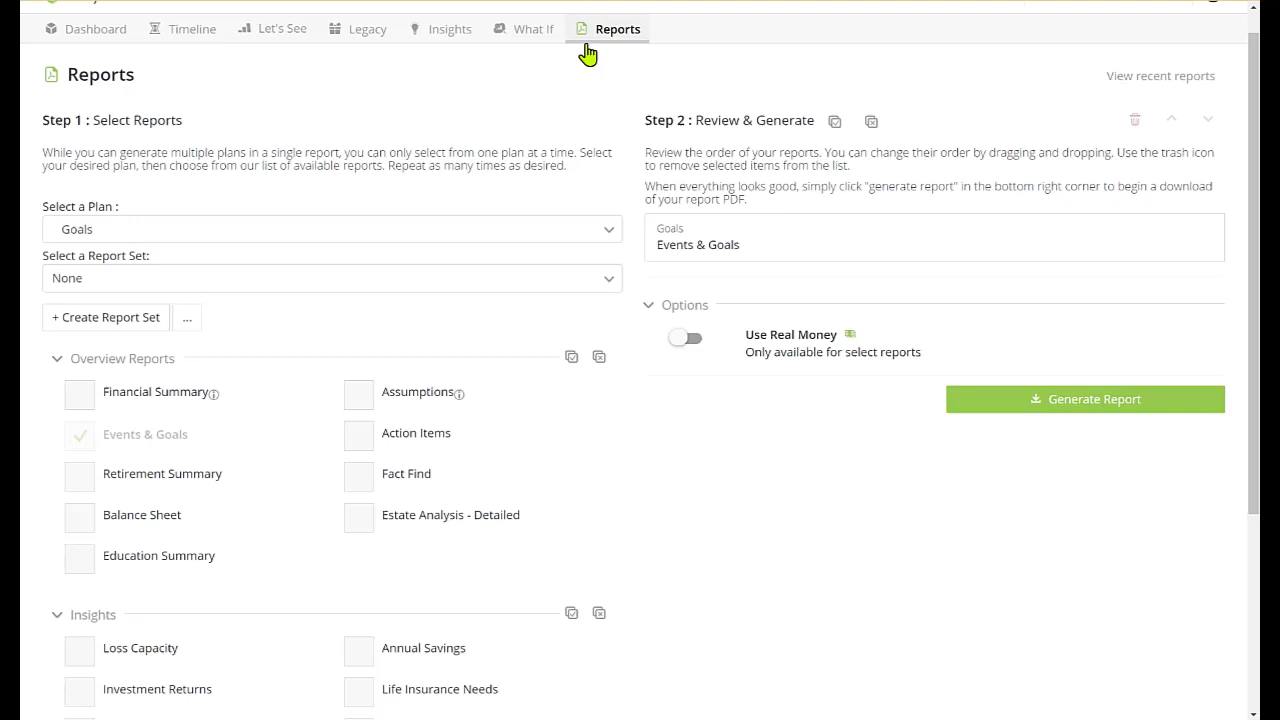 Dashboard Timeline Let's See Legacy Insights What If Reports
Reports
View recent reports
Step 1 : Select Reports
While you can generate multiple plans in a single report, you can only select from one plan at a time. Select
your desired plan, then choose from our list of available reports. Repeat as many times as desired.
Select a Plan :
Goals
Select a Report Set:
None
+ Create Report Set ...
Overview Reports
Financial Summary
Assumptions
Events & Goals
Action Items
Retirement Summary
Fact Find
Balance Sheet
Estate Analysis - Detailed
Education Summary
Insights
Loss Capacity
Annual Savings
Investment Returns
Life Insurance Needs
Step 2 : Review & Generate
Review the order of your reports. You can change their order by dragging and dropping. Use the trash icon
to remove selected items from the list.
When everything looks good, simply click "generate report" in the bottom right corner to begin a download
of your report PDF.
Goals
Events & Goals
Options
Use Real Money
Only available for select reports
Generate Report